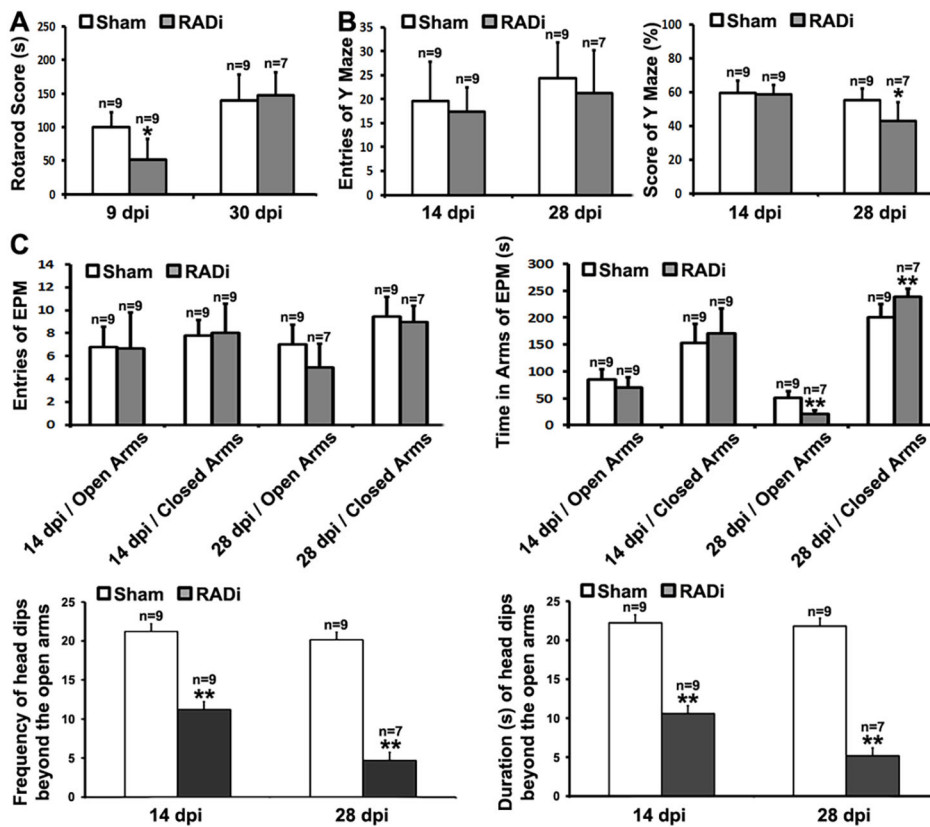 A
Sham RADi
Rotarod Score (s)
250
200
150
100
50
0
n=9
n=9
*
n=9
n=7
9 dpi 30 dpi
B
Sham RADi
Entries of Y Maze
35
30
25
20
15
10
5
0
n=9
n=9
n=9
n=7
14 dpi 28 dpi
Sham RADi
Score of Y Maze (%)
100
80
60
40
20
0
n=9
n=9
n=9
n=7
*
14 dpi 28 dpi
C
Sham RADi
Entries of EPM
14
12
10
8
6
4
2
0
n=9
n=9
n=9
n=9
n=9
n=7
n=9
n=7
14 dpi / Open Arms
14 dpi / Closed Arms
28 dpi / Open Arms
28 dpi / Closed Arms
Sham RADi
Time in Arms of EPM (s)
300
250
200
150
100
50
0
n=9
n=9
n=9
n=9
n=9
n=7
**
n=9
n=7
**
14 dpi / Open Arms
14 dpi / Closed Arms
28 dpi / Open Arms
28 dpi / Closed Arms
Sham RADi
Frequency of head dips
beyond the open arms
25
20
15
10
5
0
n=9
n=9
**
n=9
n=7
**
14 dpi 28 dpi
Sham RADi
Duration (s) of head dips
beyond the open arms
25
20
15
10
5
0
n=9
n=9
**
n=9
n=7
**
14 dpi 28 dpi